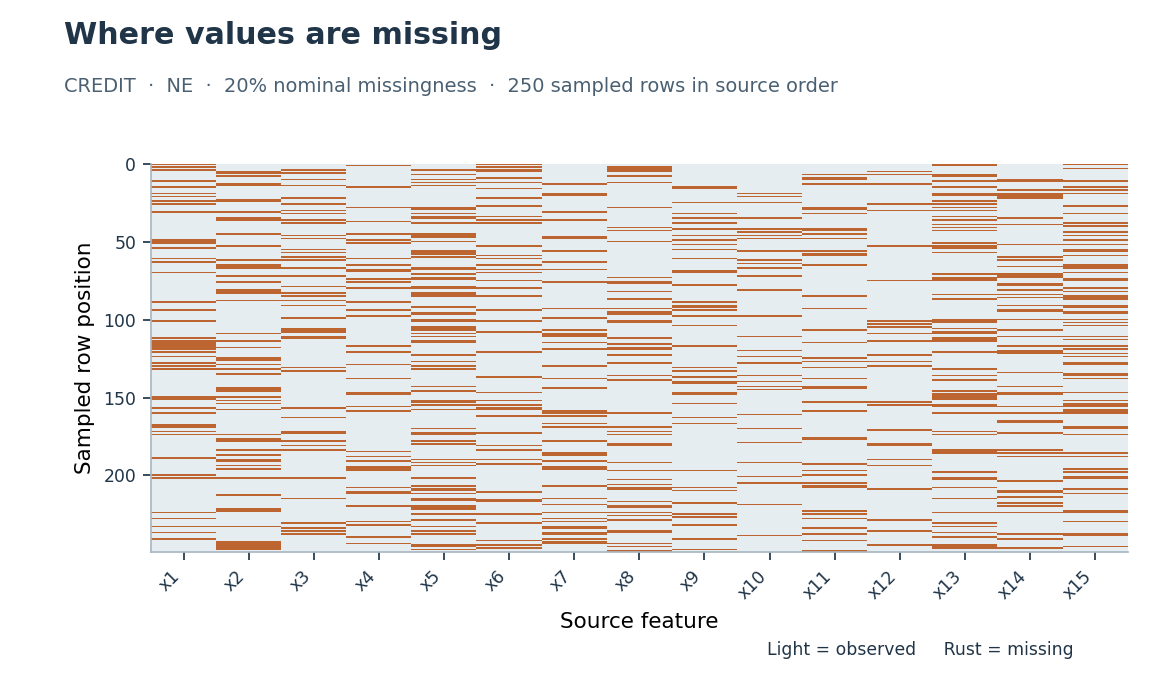 Where values are missing
CREDIT · NE · 20% nominal missingness · 250 sampled rows in source order
0
50
100
150
200
Sampled row position
x1 x2 x3 x4 x5 x6 x7 x8 x9 x10 x11 x12 x13 x14 x15
Source feature
Light = observed Rust = missing